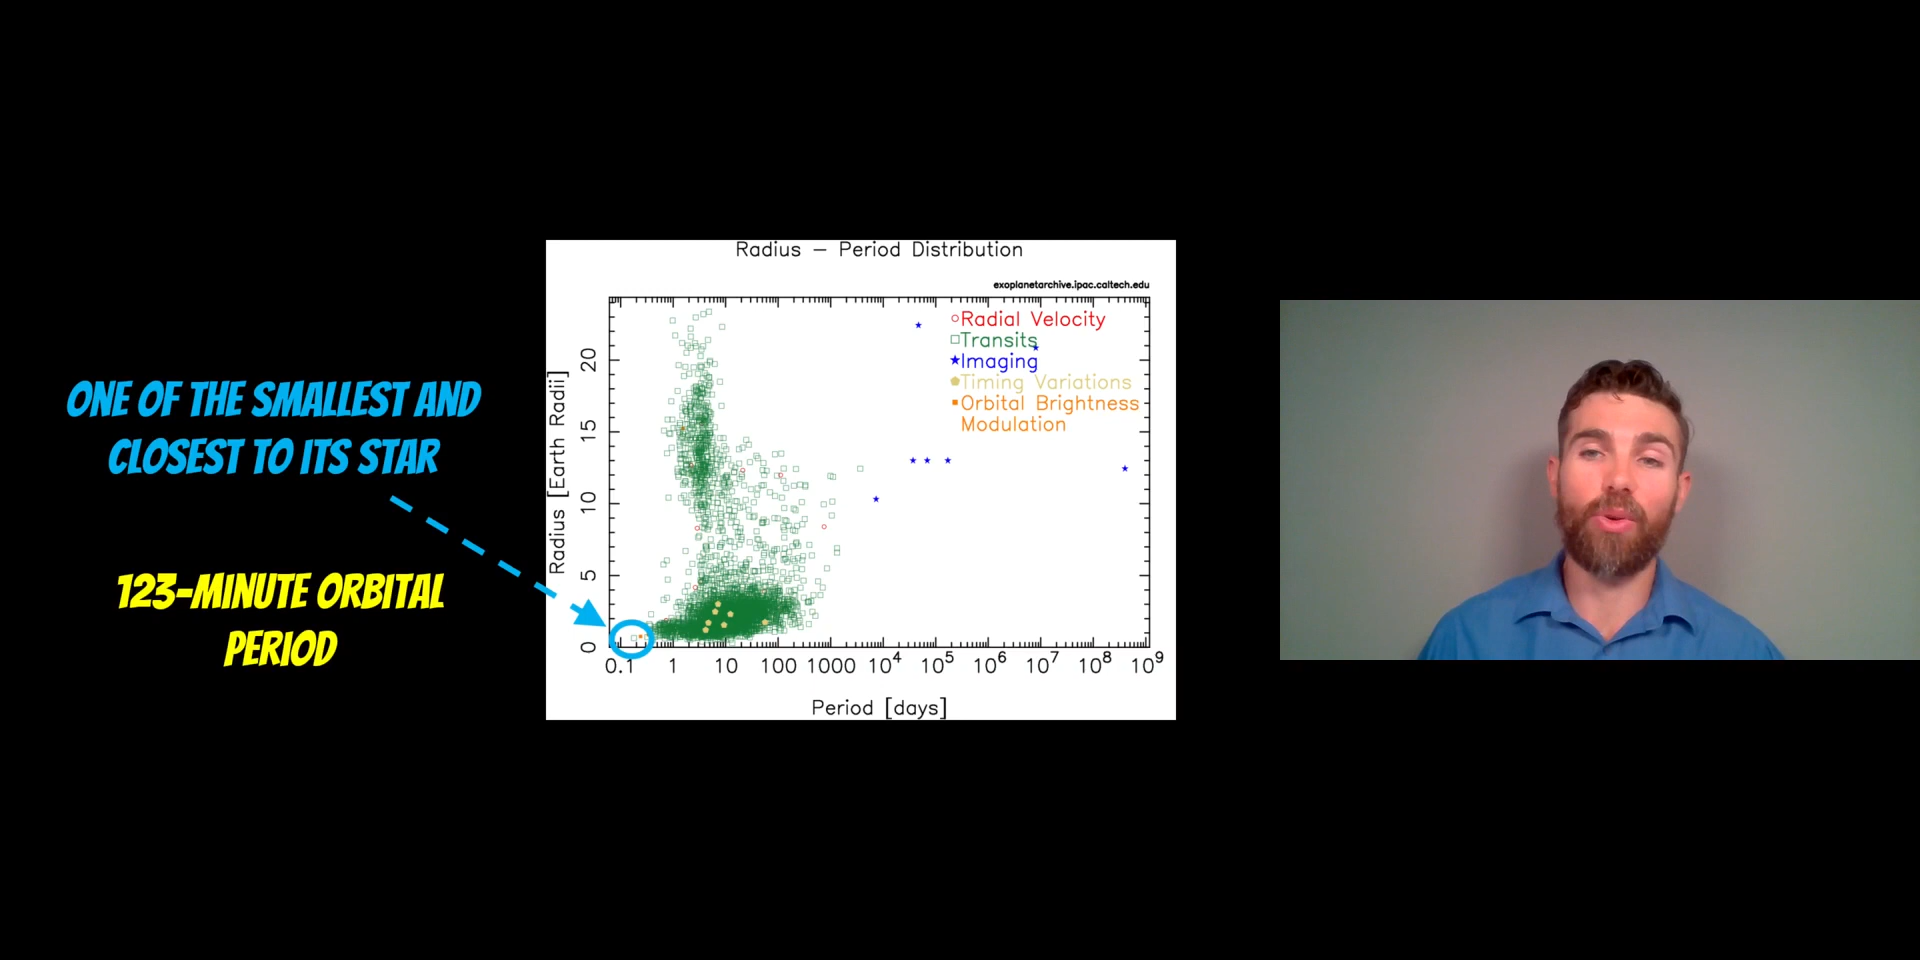 ONE OF THE SMALLEST AND
CLOSEST TO ITS STAR
123-MINUTE ORBITAL
PERIOD
Radius – Period Distribution
exoplanetarchive.ipac.caltech.edu
Radial Velocity
Transits
Imaging
Timing Variations
Orbital Brightness
Modulation
Radius [Earth Radii]
20
15
10
5
0
0.1 1 10 100 1000 10⁴ 10⁵ 10⁶ 10⁷ 10⁸ 10⁹
Period [days]